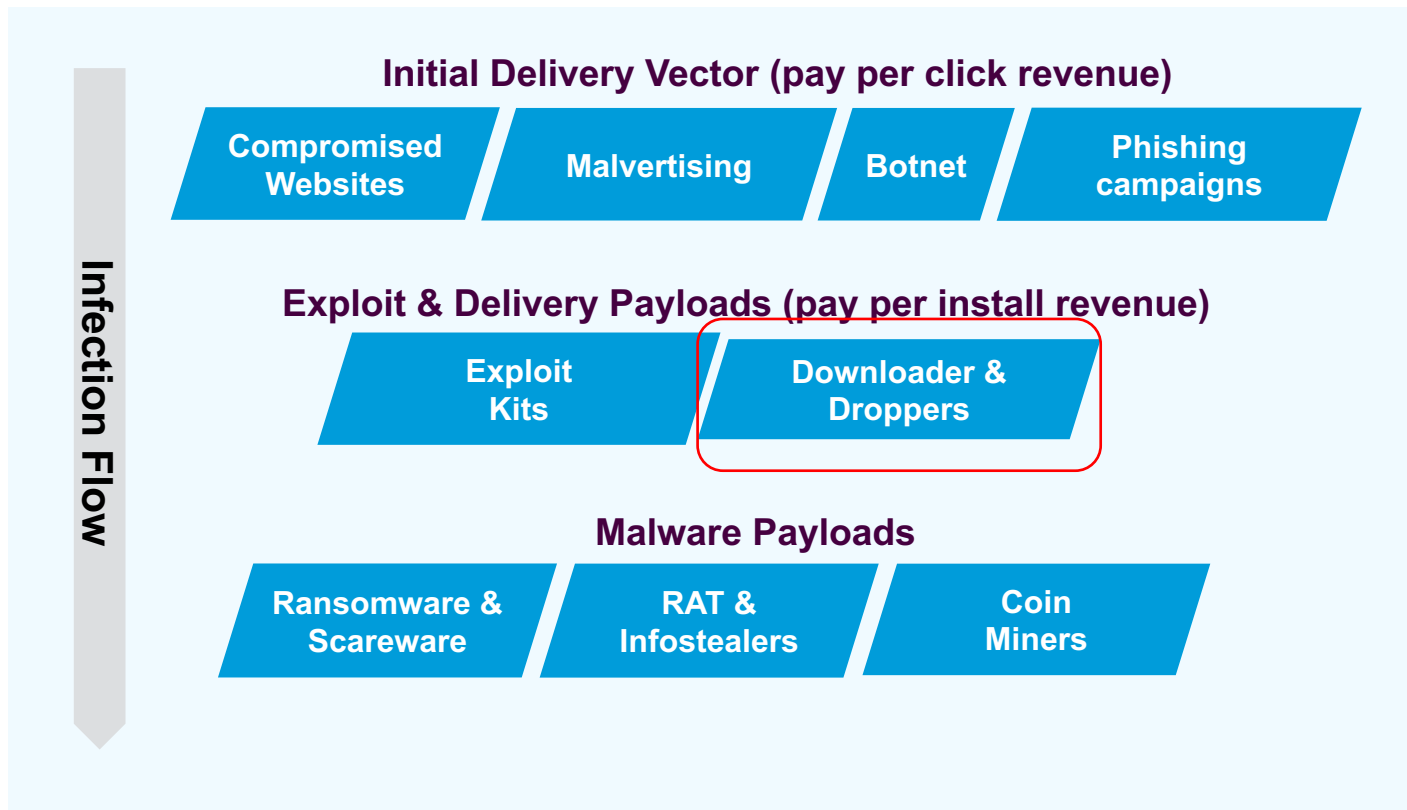 Initial Delivery Vector (pay per click revenue)
Compromised
Websites
Malvertising
Botnet
Phishing
campaigns
Infection Flow
Exploit & Delivery Payloads (pay per install revenue)
Exploit
Kits
Downloader &
Droppers
Malware Payloads
Ransomware &
Scareware
RAT &
Infostealers
Coin
Miners